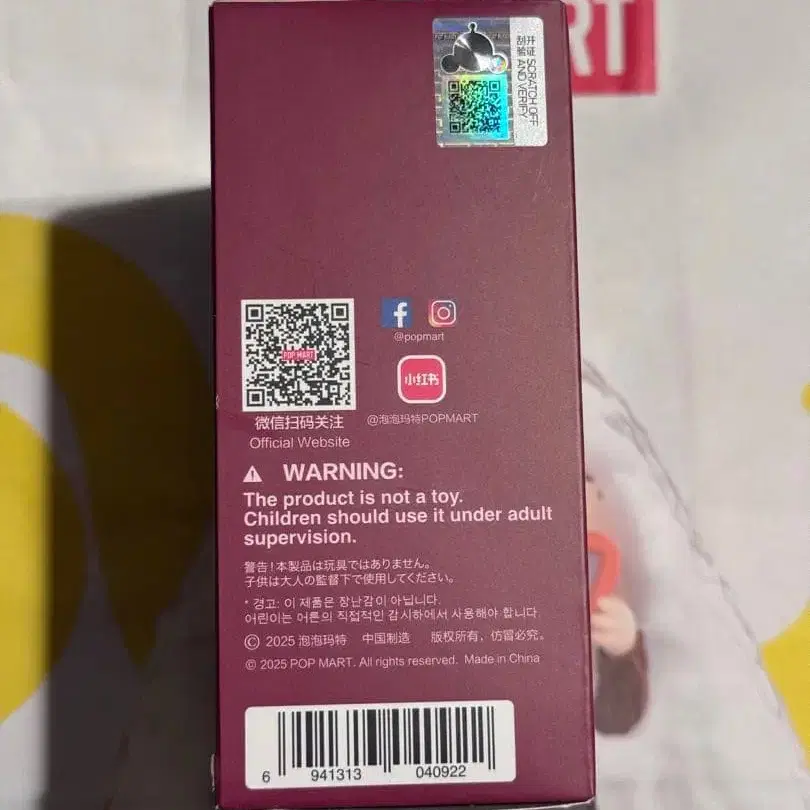 MART
刮开
验证
SCRATCH OFF
AND VERIFY
POP MART
@popmart
小红书
微信扫码关注
@泡泡玛特POPMART
Official Website
WARNING:
The product is not a toy.
Children should use it under adult
supervision.
警告！本製品は玩具ではありません。
子供は大人の監督下で使用してください。
* 경고: 이 제품은 장난감이 아닙니다.
어린이는 어른의 직접적인 감시하에서 사용해야 합니다
© 2025 泡泡玛特 中国制造 版权所有，仿冒必究。
© 2025 POP MART. All rights reserved. Made in China
6 941313 040922